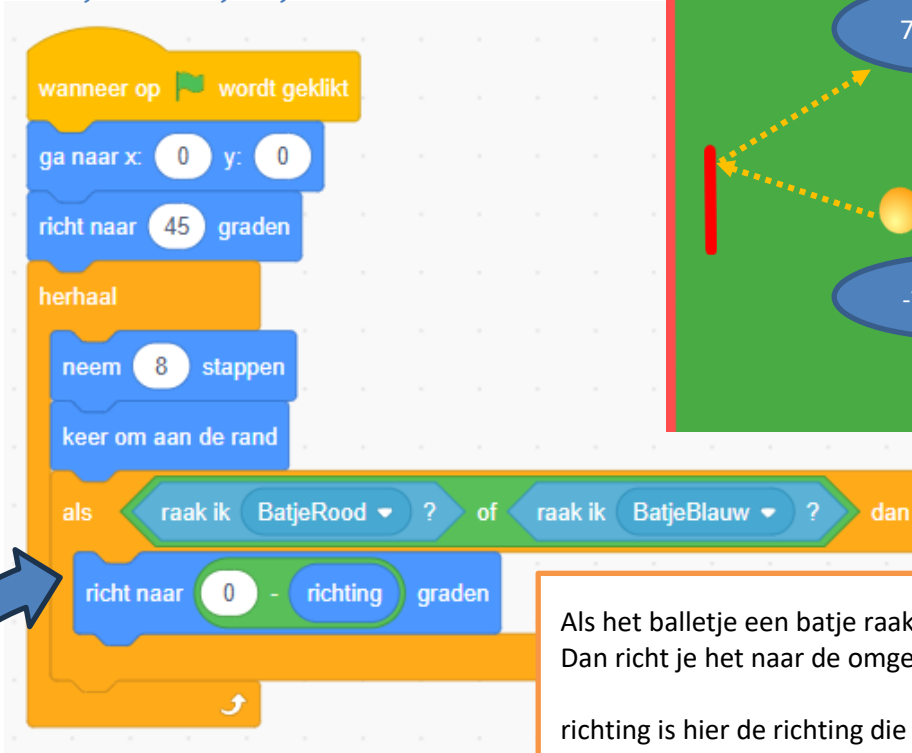 wanneer op wordt geklikt
ga naar x: 0 y: 0
richt naar 45 graden
herhaal
neem 8 stappen
keer om aan de rand
als raak ik BatjeRood ? of raak ik BatjeBlauw ? dan
richt naar 0 - richting graden
7
-
Als het balletje een batje raak
Dan richt je het naar de omge
richting is hier de richting die